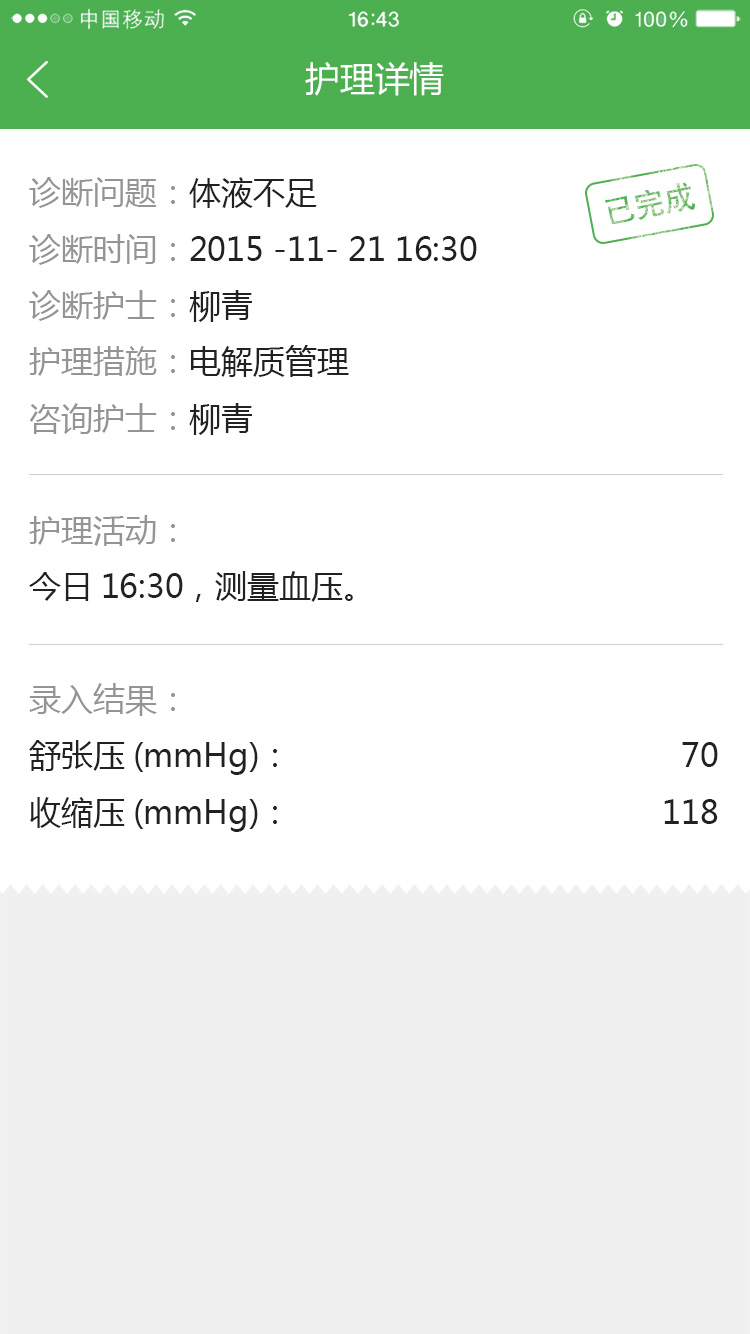 中国移动 16:43 100%
护理详情
诊断问题：体液不足
已完成
诊断时间：2015 -11- 21 16:30
诊断护士：柳青
护理措施：电解质管理
咨询护士：柳青
护理活动：
今日 16:30，测量血压。
录入结果：
舒张压 (mmHg)： 70
收缩压 (mmHg)： 118